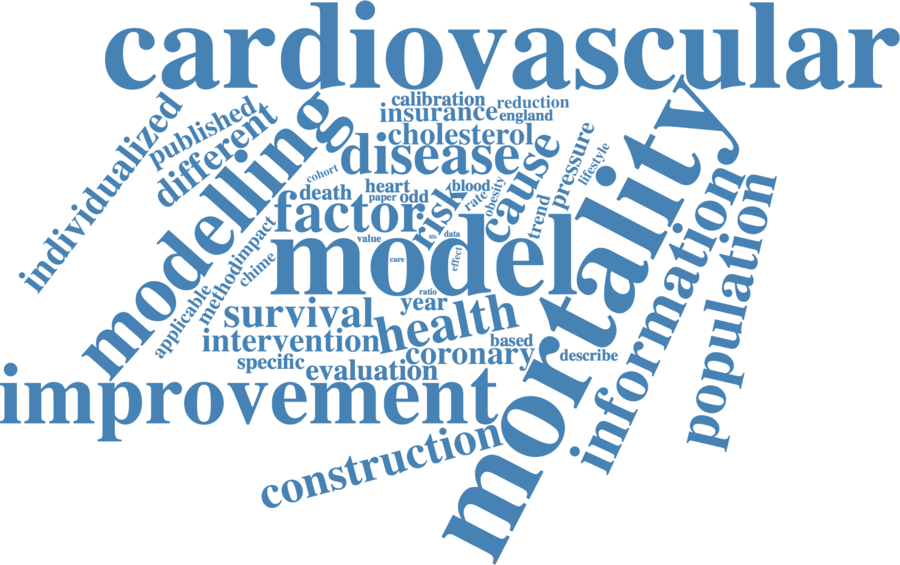 cardiovascular
individualized
published
different
modelling
calibration
reduction
insurance
england
cholesterol
disease
cause
pressure
lifestyle
mortality
cohort
death
heart
paper
odd
blood
obesity
rate
risk
factor
trend
value
us
data
model
care
effect
ratio
impact
method
chime
applicable
year
survival
health
intervention
based
coronary
describe
specific
evaluation
improvement
construction
information
population